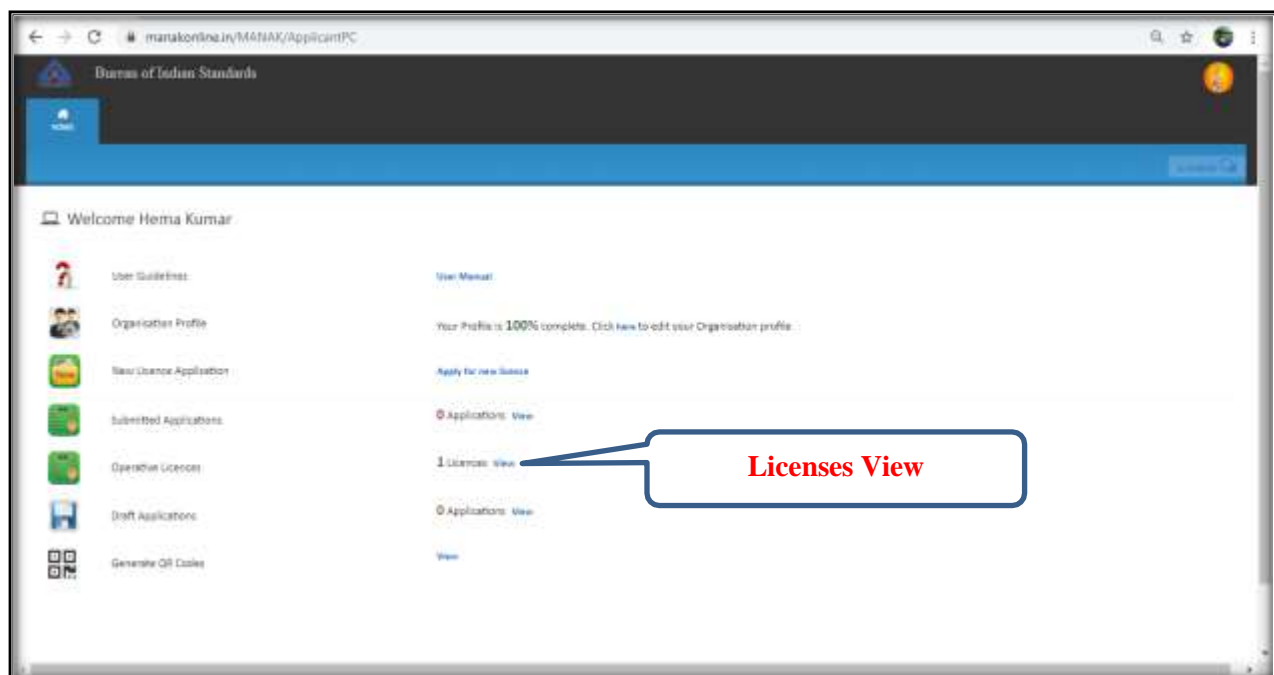 manakonline.in/MANAK/ApplicantPC
Bureau of Indian Standards
HOME
Welcome Hema Kumar
User Guidelines
User Manual
Organisation Profile
Your Profile is 100% complete. Click here to edit your Organisation profile
New Licence Application
Apply for new licence
Submitted Applications
0 Applications View
Operative Licences
1 Licences View
Licenses View
Draft Applications
0 Applications View
Generate QR Codes
View